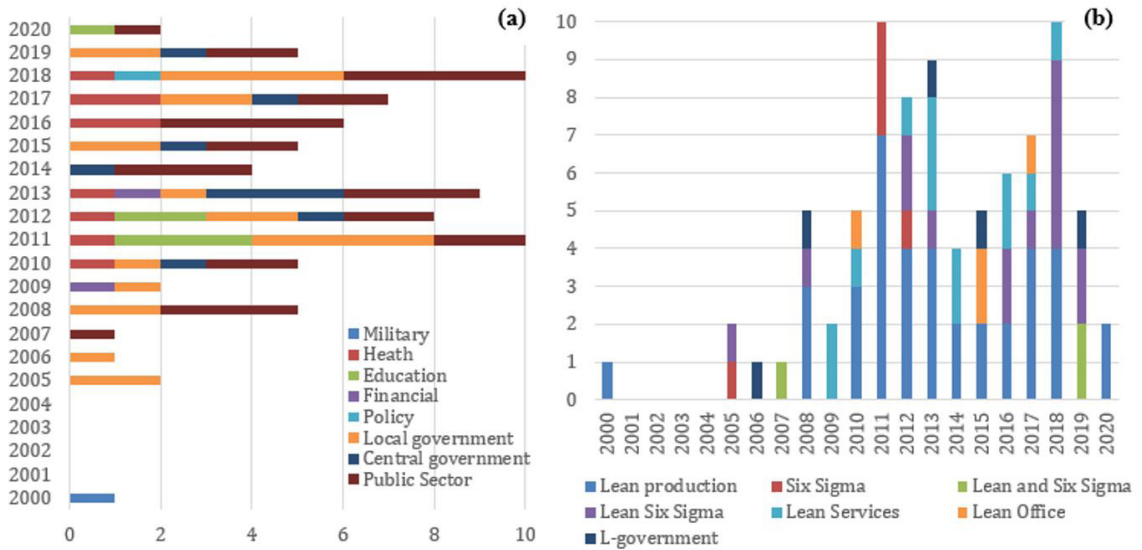 (a)
2020
2019
2018
2017
2016
2015
2014
2013
2012
2011
2010
2009
2008
2007
2006
2005
2004
2003
2002
2001
2000
0 2 4 6 8 10
Military
Heath
Education
Financial
Policy
Local government
Central government
Public Sector
(b)
10
9
8
7
6
5
4
3
2
1
0
2000 2001 2002 2003 2004 2005 2006 2007 2008 2009 2010 2011 2012 2013 2014 2015 2016 2017 2018 2019 2020
Lean production Six Sigma Lean and Six Sigma
Lean Six Sigma Lean Services Lean Office
L-government